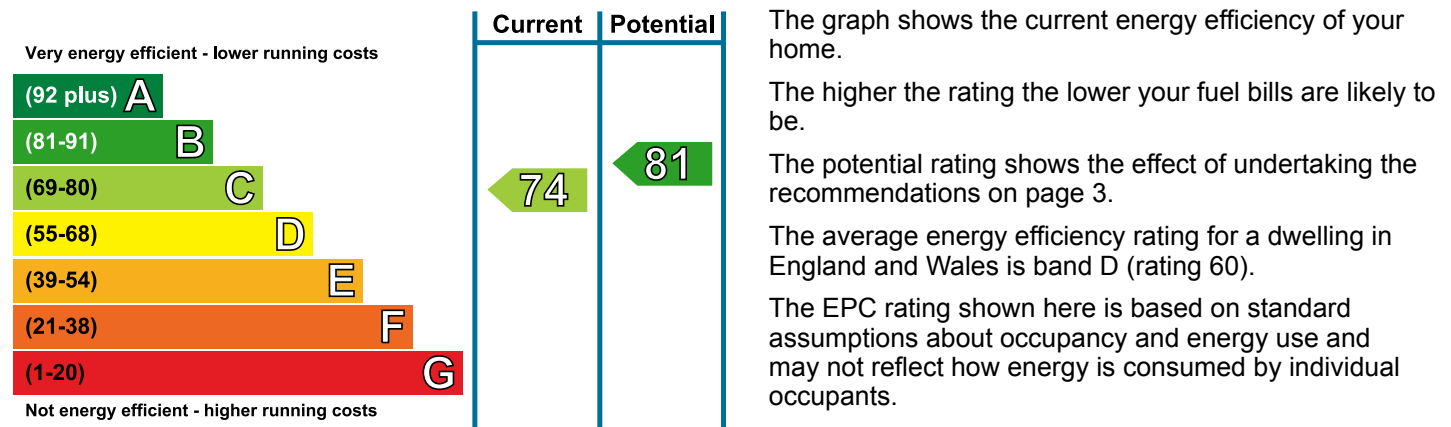 Current Potential
Very energy efficient - lower running costs
(92 plus) A
(81-91) B
(69-80) C
(55-68) D
(39-54) E
(21-38) F
(1-20) G
Not energy efficient - higher running costs
74
81
The graph shows the current energy efficiency of your
home.
The higher the rating the lower your fuel bills are likely to
be.
The potential rating shows the effect of undertaking the
recommendations on page 3.
The average energy efficiency rating for a dwelling in
England and Wales is band D (rating 60).
The EPC rating shown here is based on standard
assumptions about occupancy and energy use and
may not reflect how energy is consumed by individual
occupants.